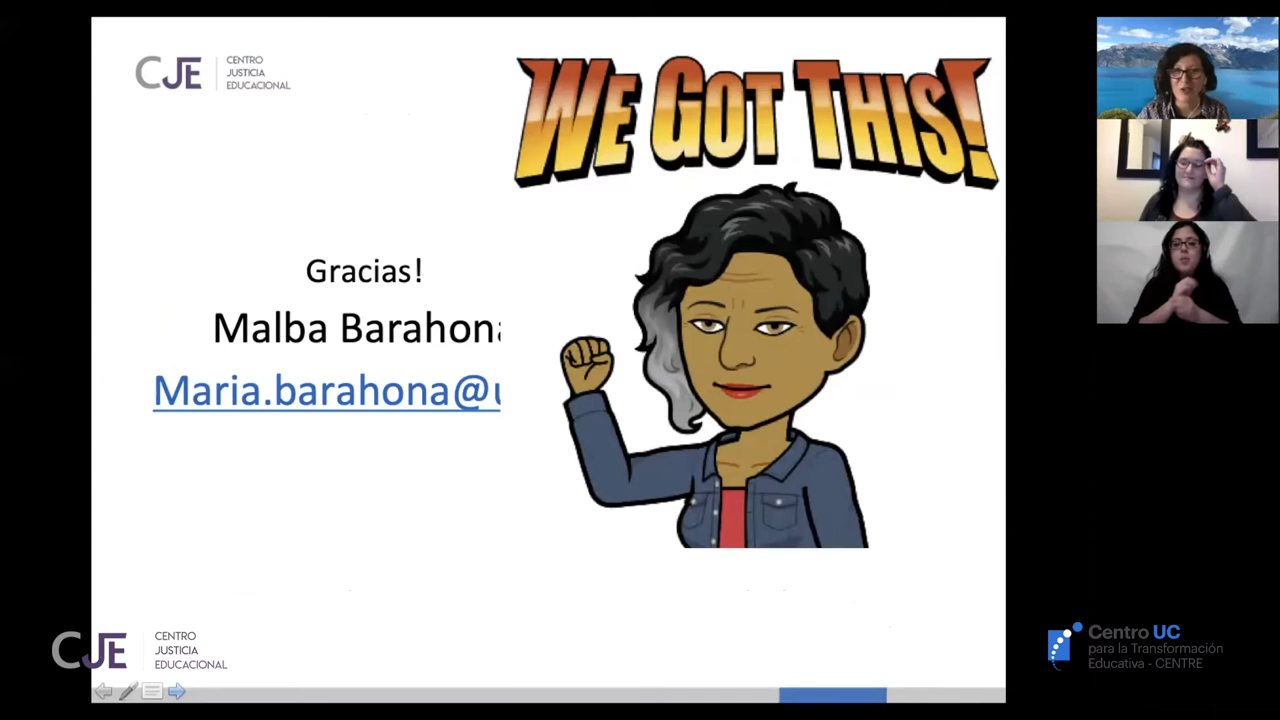 CJE
CENTRO
JUSTICIA
EDUCACIONAL
WE GOT THIS!
Gracias!
Malba Barahona
Maria.barahona@u
CJE
CENTRO
JUSTICIA
EDUCACIONAL
Centro UC
para la Transformación
Educativa - CENTRE